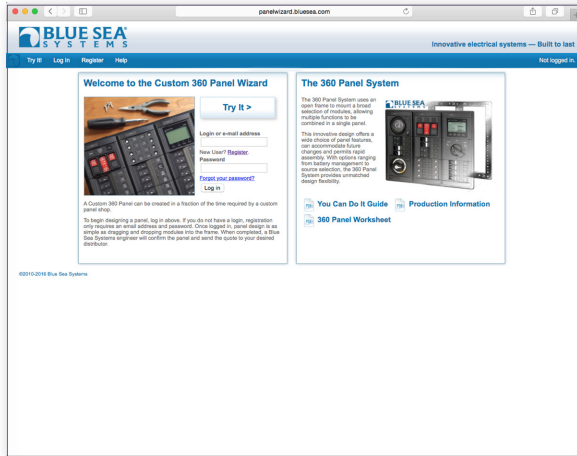 panelwizard.bluesea.com
BLUE SEA®
SYSTEMS
Innovative electrical systems — Built to last
Try It!
Log In
Register
Help
Not logged in.
Welcome to the Custom 360 Panel Wizard
Try It >
Login or e-mail address
New User? Register.
Password
Forgot your password?
Log in
A Custom 360 Panel can be created in a fraction of the time required by a custom
panel shop.
To begin designing a panel, log in above. If you do not have a login, registration
only requires an email address and password. Once logged in, panel design is as
simple as dragging and dropping modules into the frame. When completed, a Blue
Sea Systems engineer will confirm the panel and send the quote to your desired
distributor.
The 360 Panel System
The 360 Panel System uses an
open frame to mount a broad
selection of modules, allowing
multiple functions to be
combined in a single panel.
This innovative design offers a
wide choice of panel features,
can accommodate future
changes and permits rapid
assembly. With options ranging
from battery management to
source selection, the 360 Panel
System provides unmatched
design flexibility.
BLUE SEA
You Can Do It Guide
Production Information
360 Panel Worksheet
©2010-2016 Blue Sea Systems